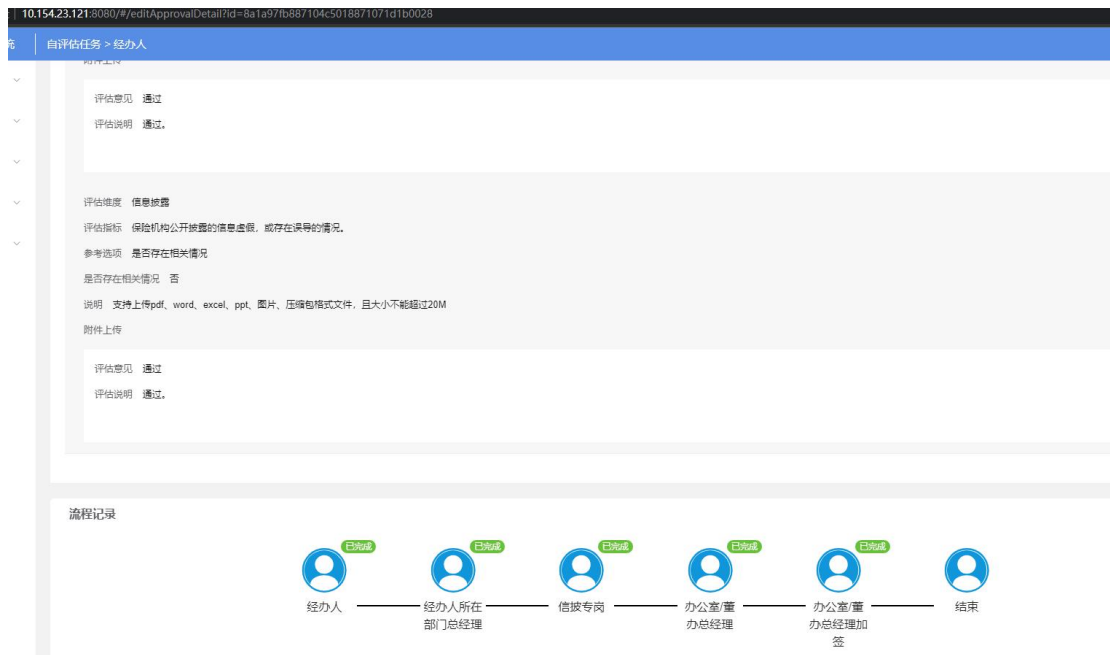 10.154.23.121:8080/#/editApprovalDetail?id=8a1a97fb887104c5018871071d1b0028
自评估任务 > 经办人
附件上传
评估意见 通过
评估说明 通过。
评估维度 信息披露
评估指标 保险机构公开披露的信息虚假，或存在误导的情况。
参考选项 是否存在相关情况
是否存在相关情况 否
说明 支持上传pdf、word、excel、ppt、图片、压缩包格式文件，且大小不能超过20M
附件上传
评估意见 通过
评估说明 通过。
流程记录
已完成 已完成 已完成 已完成 已完成
经办人 经办人所在 信披专岗 办公室/董 办公室/董 结束
部门总经理 办总经理 办总经理加
签